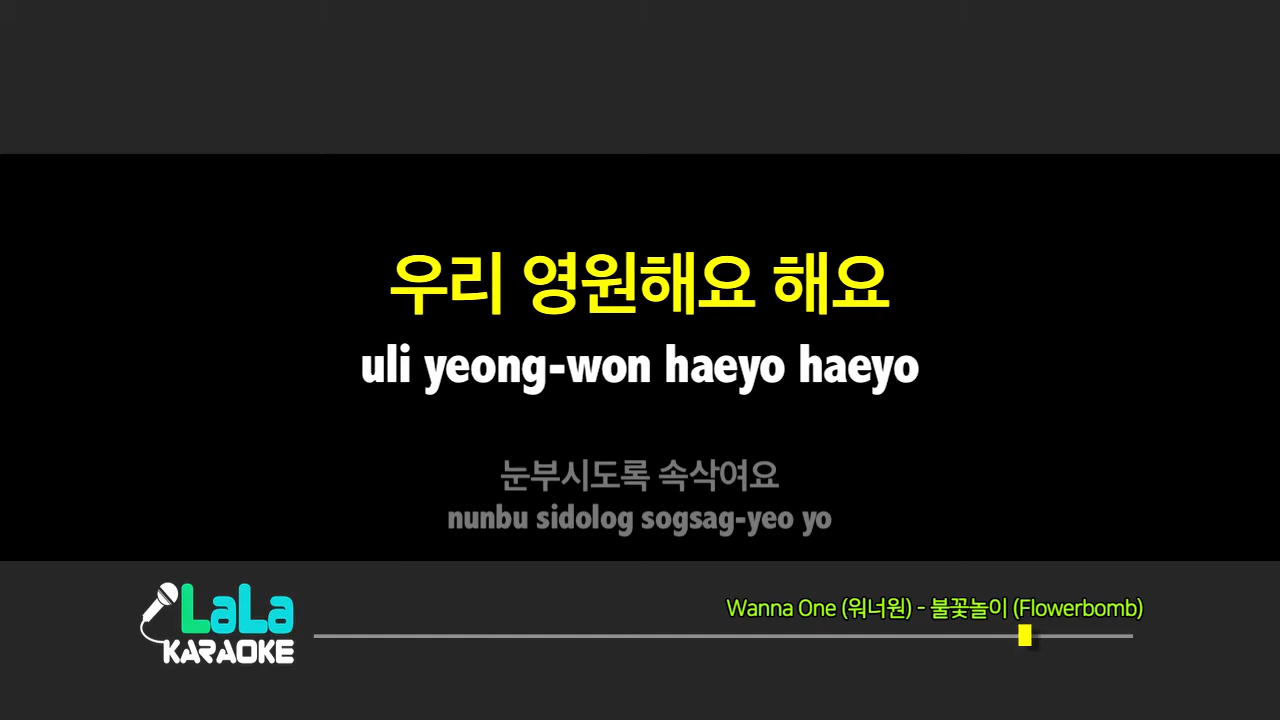 우리 영원해요 해요
uli yeong-won haeyo haeyo
눈부시도록 속삭여요
nunbu sidolog sogsag-yeo yo
Wanna One (워너원) - 불꽃놀이 (Flowerbomb)
LaLa
KARAOKE